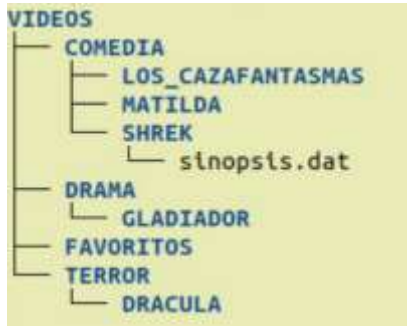 VIDEOS
COMEDIA
LOS_CAZAFANTASMAS
MATILDA
SHREK
sinopsis.dat
DRAMA
GLADIADOR
FAVORITOS
TERROR
DRACULA